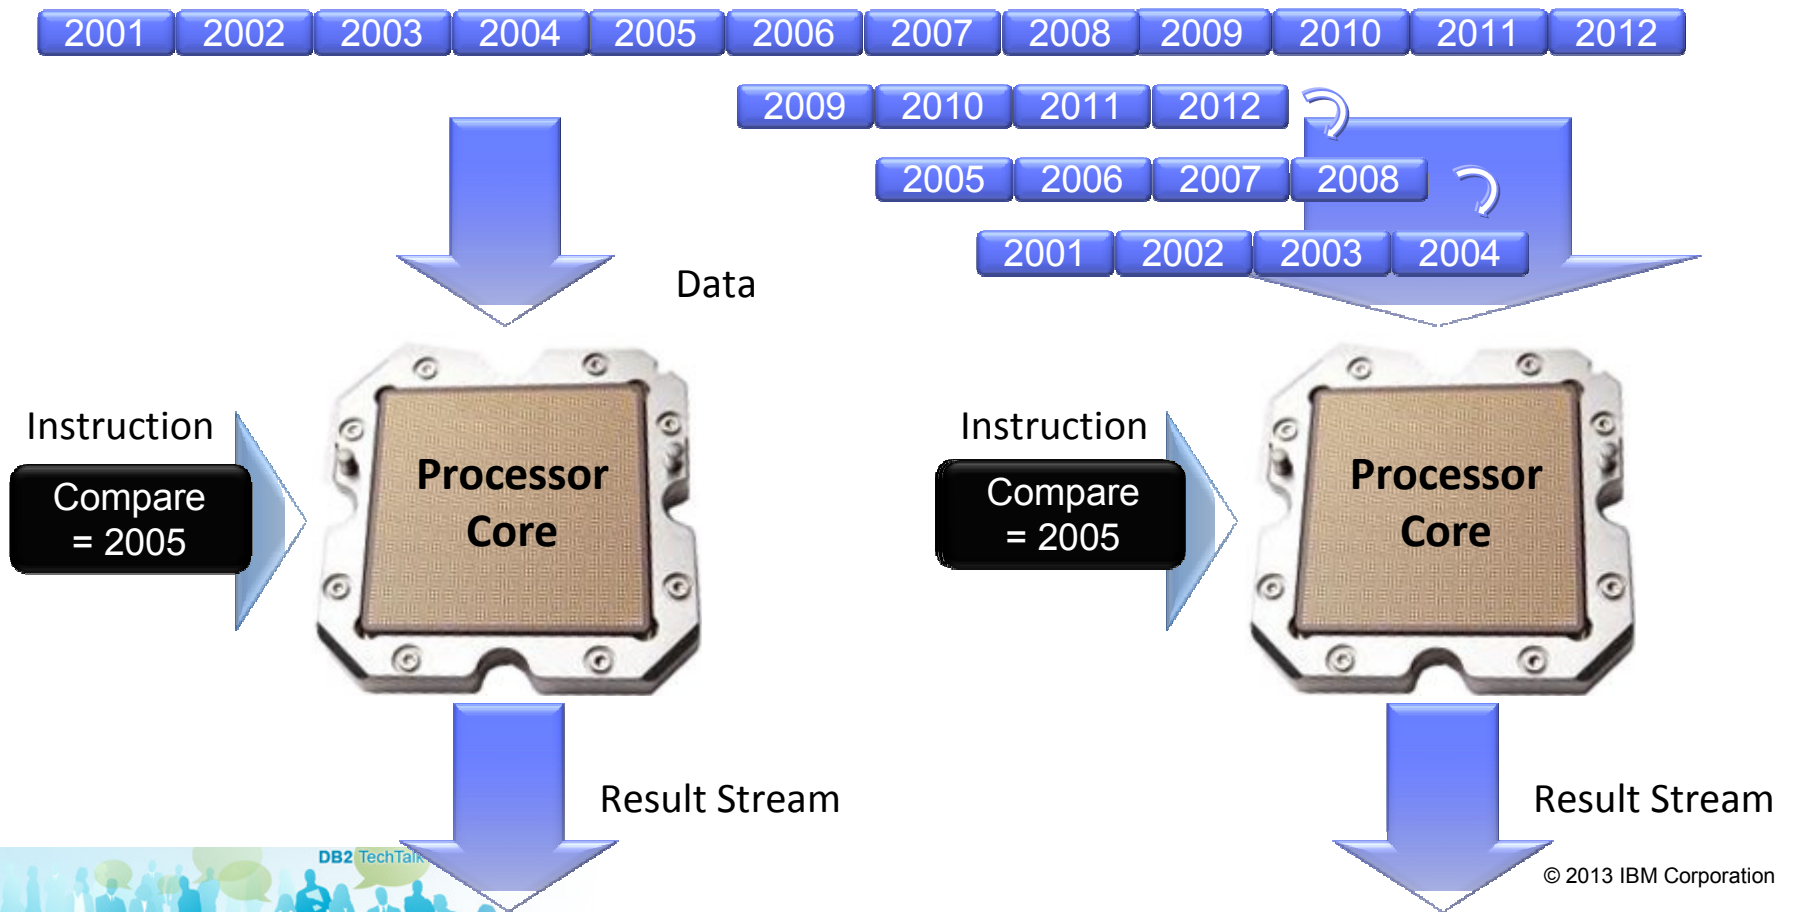 2001 2002 2003 2004 2005 2006 2007 2008 2009 2010 2011 2012
2009 2010 2011 2012
2005 2006 2007 2008
2001 2002 2003 2004
Data
Instruction
Compare
= 2005
Processor
Core
Instruction
Compare
= 2005
Processor
Core
Result Stream
Result Stream
DB2 TechTalk
© 2013 IBM Corporation